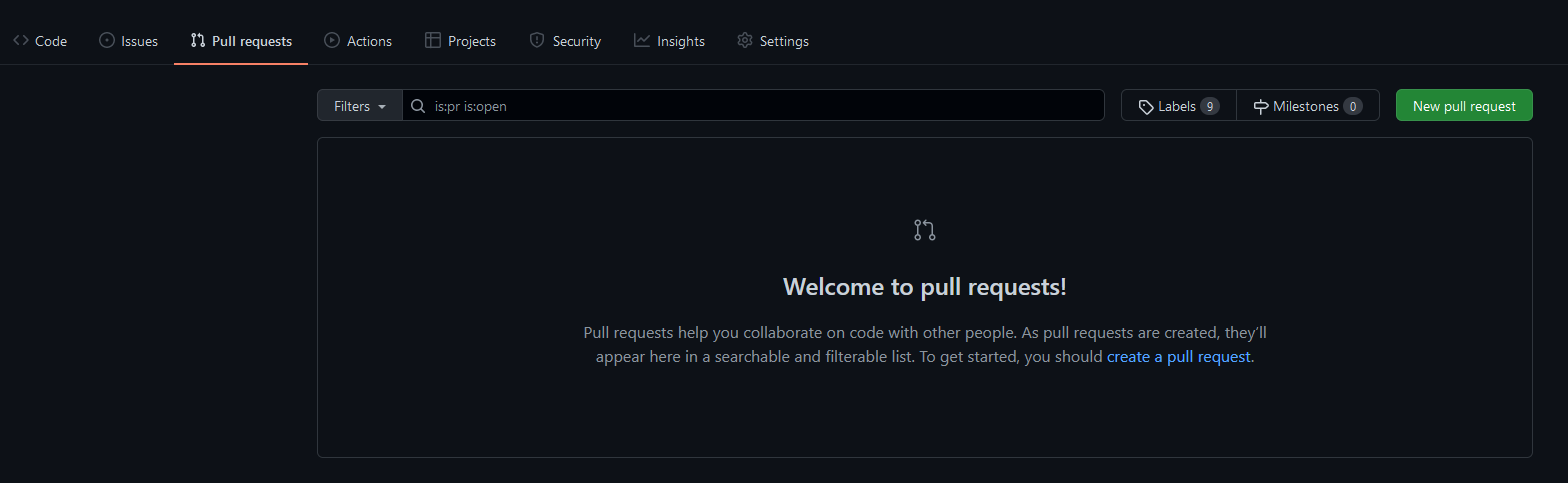 Code Issues Pull requests Actions Projects Security Insights Settings
Filters is:pr is:open Labels 9 Milestones 0 New pull request
Welcome to pull requests!
Pull requests help you collaborate on code with other people. As pull requests are created, they’ll
appear here in a searchable and filterable list. To get started, you should create a pull request.